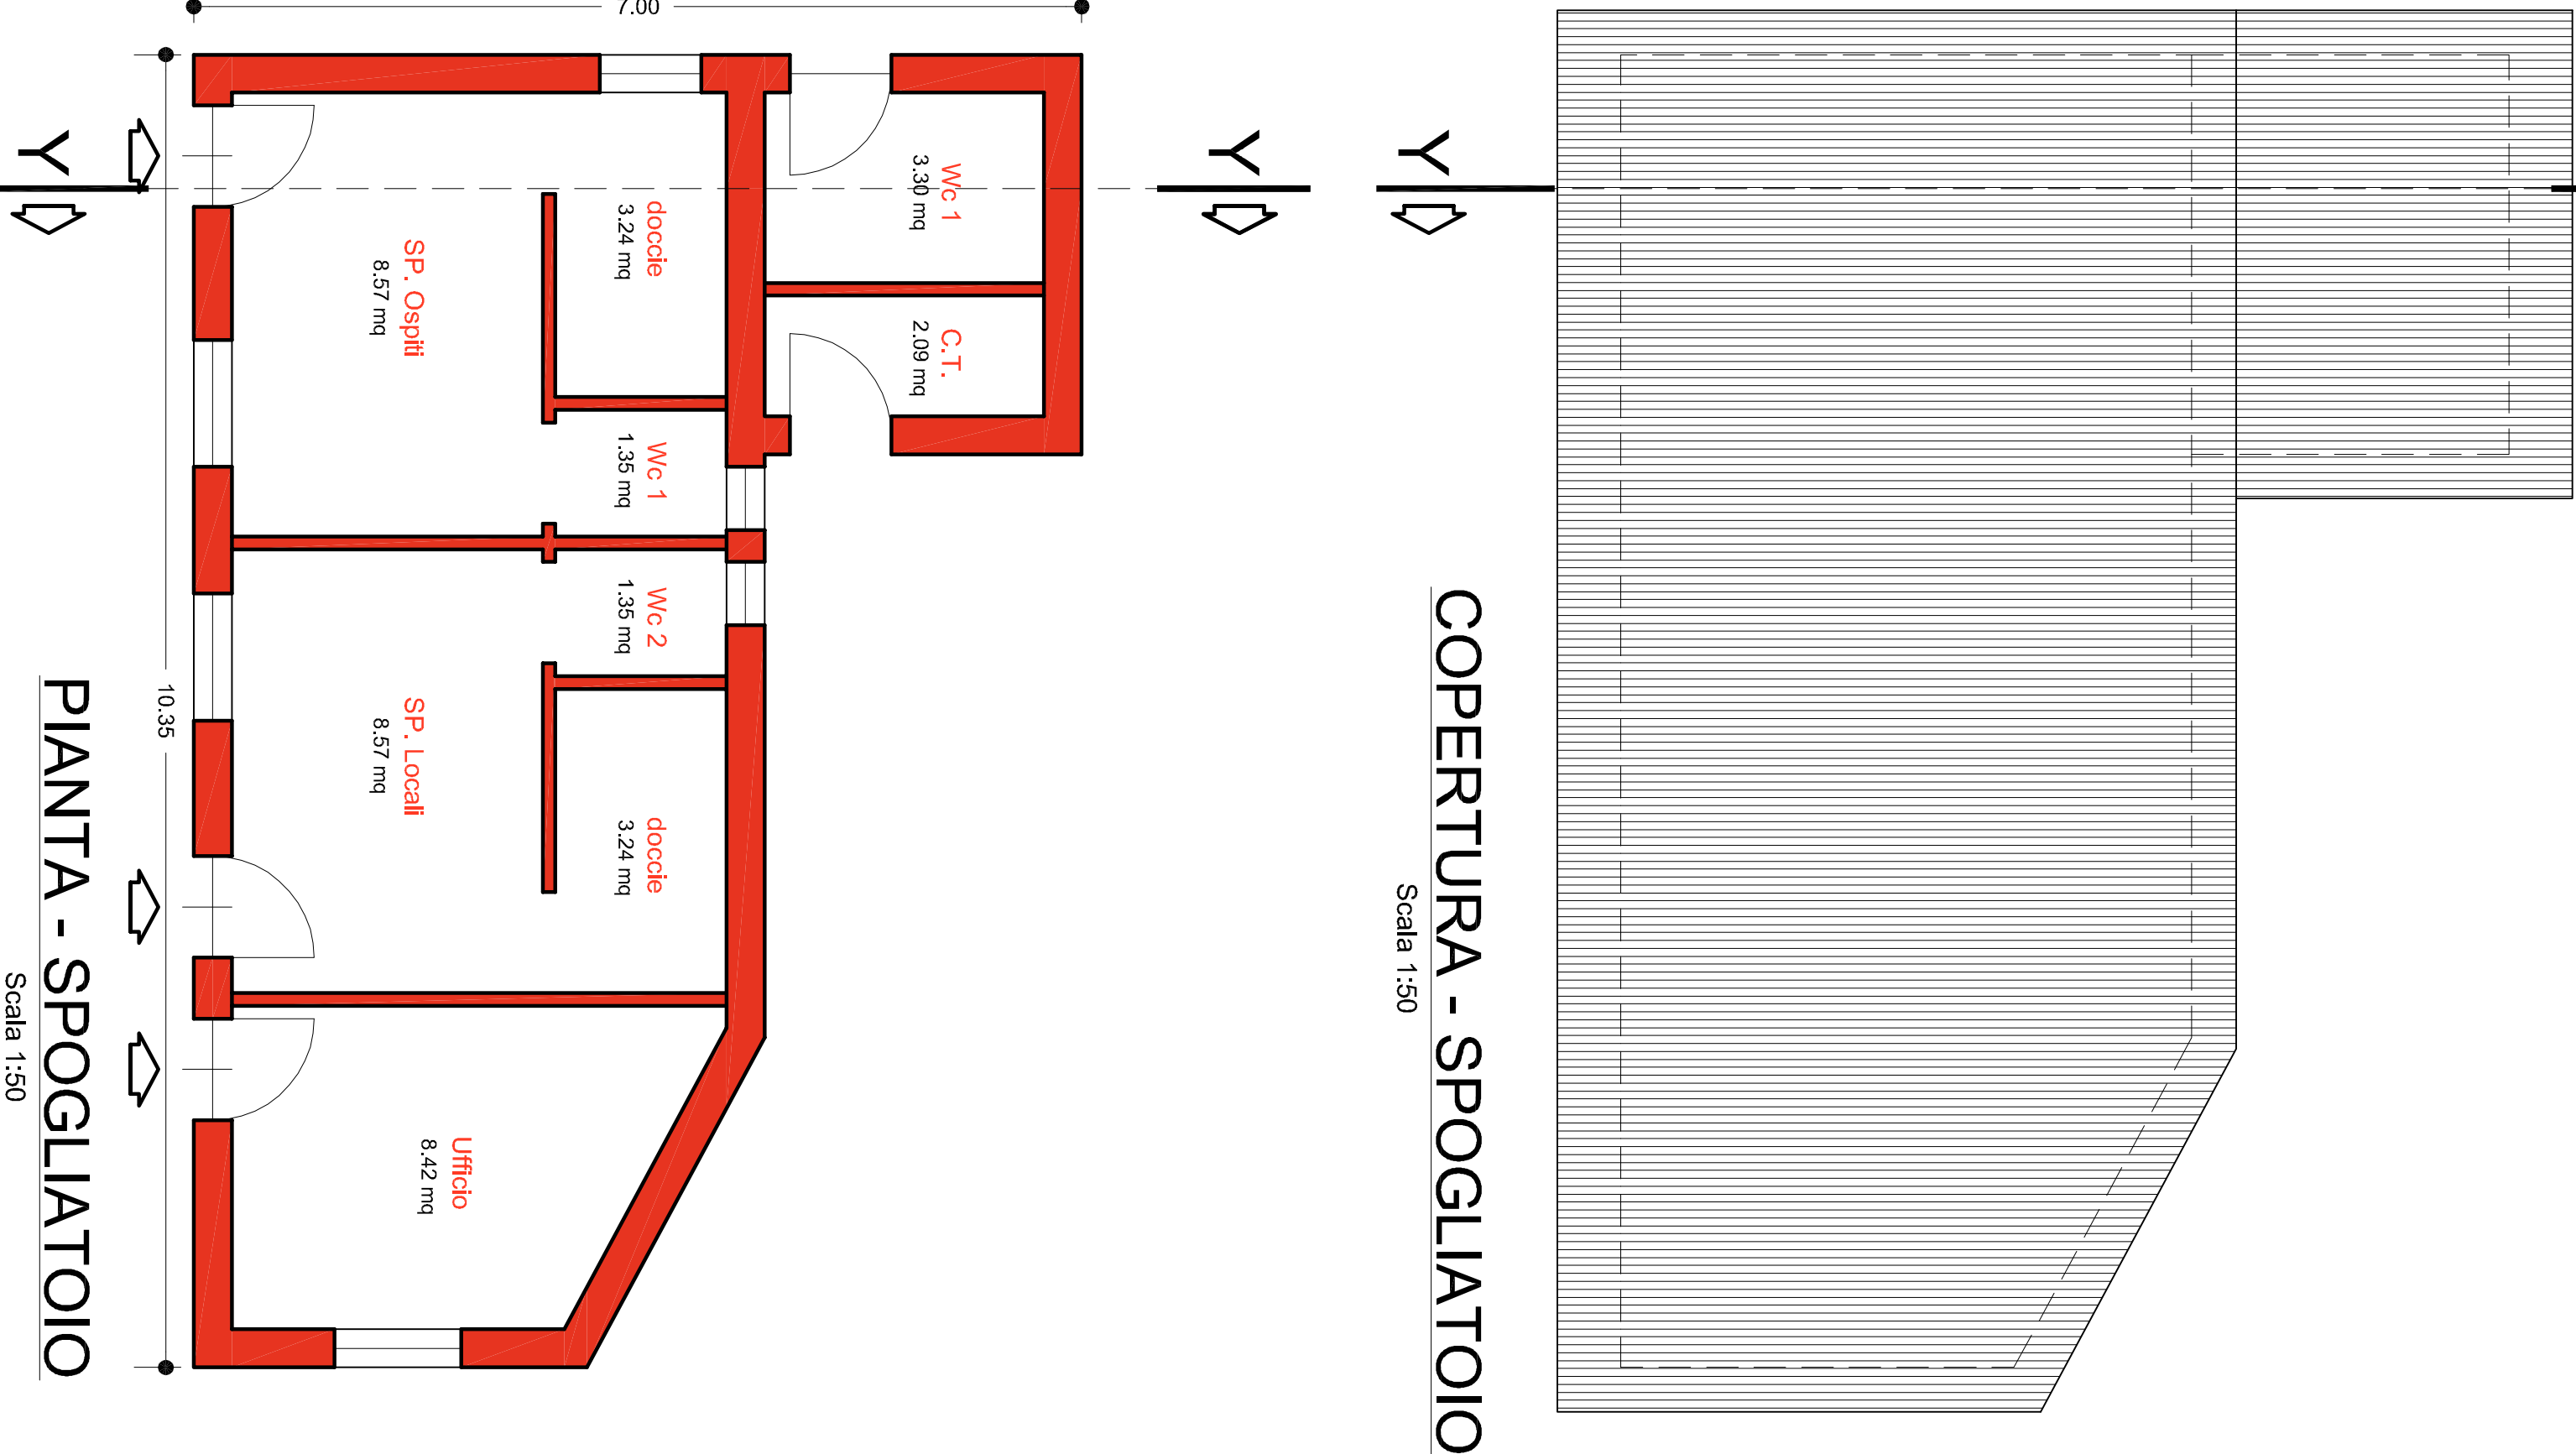 7.00
Y
Y
Y
Wc 1
3.30 mq
C.T.
2.09 mq
doccie
3.24 mq
SP. Ospiti
8.57 mq
Wc 1
1.35 mq
Wc 2
1.35 mq
SP. Locali
8.57 mq
doccie
3.24 mq
Ufficio
8.42 mq
10.35
PIANTA - SPOGLIATOIO
Scala 1:50
COPERTURA - SPOGLIATOIO
Scala 1:50